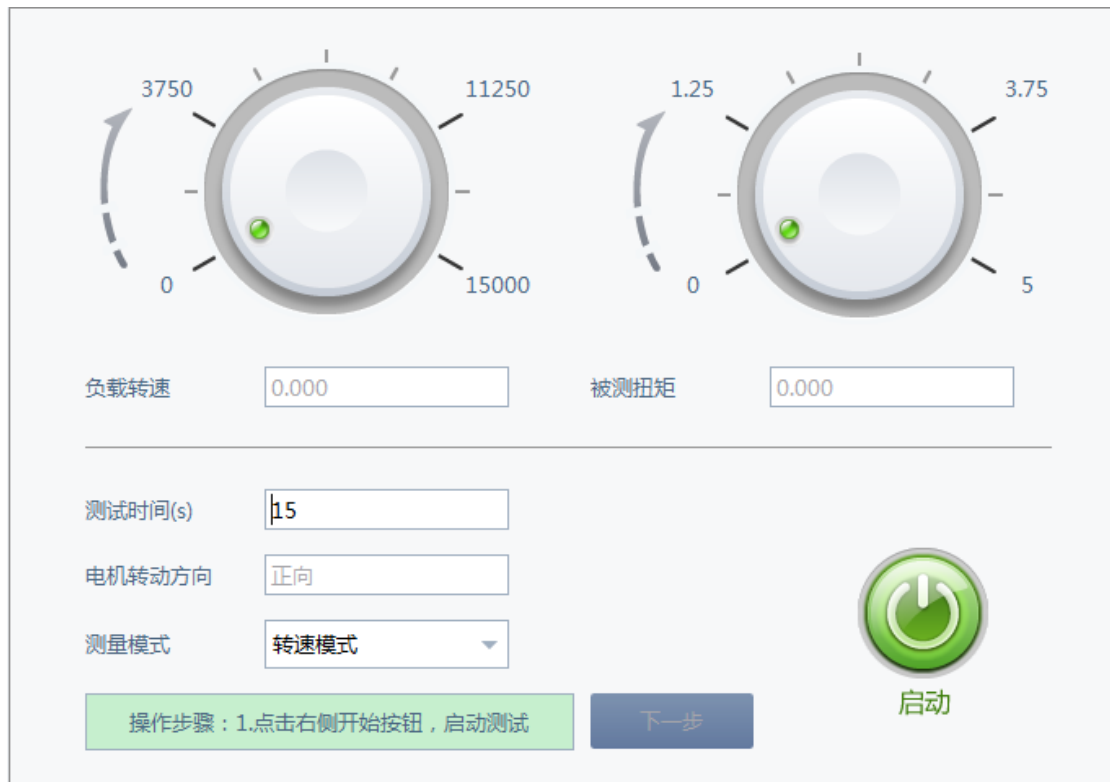 3750
11250
1.25
3.75
0
15000
0
5
负载转速
0.000
被测扭矩
0.000
测试时间(s)
15
电机转动方向
正向
测量模式
转速模式
启动
操作步骤：1.点击右侧开始按钮，启动测试
下一步